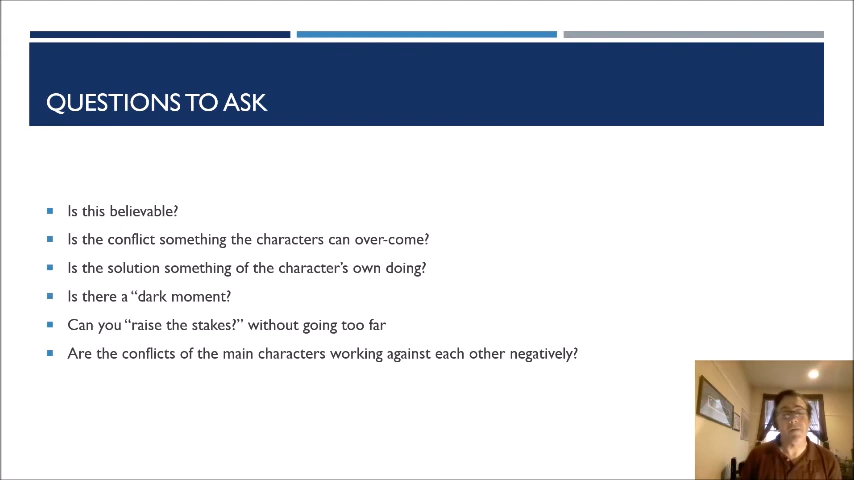 QUESTIONS TO ASK
Is this believable?
Is the conflict something the characters can over-come?
Is the solution something of the character's own doing?
Is there a “dark moment?
Can you “raise the stakes?” without going too far
Are the conflicts of the main characters working against each other negatively?